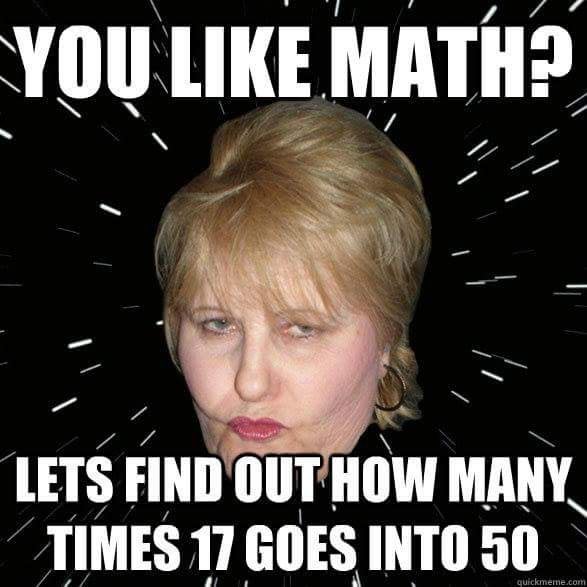 YOU LIKE MATH?
LETS FIND OUT HOW MANY
TIMES 17 GOES INTO 50
quickmeme.com